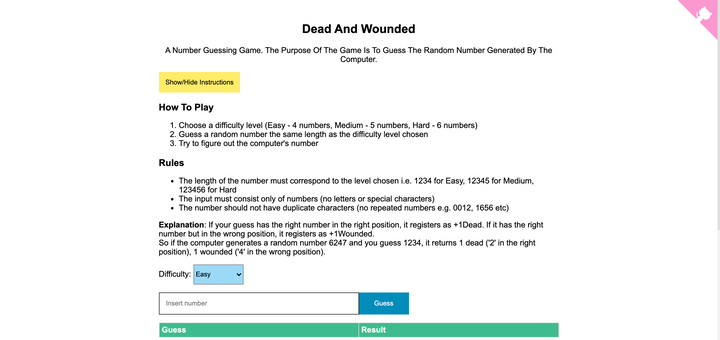 Dead And Wounded
A Number Guessing Game. The Purpose Of The Game Is To Guess The Random Number Generated By The
Computer.
Show/Hide Instructions
How To Play
1. Choose a difficulty level (Easy - 4 numbers, Medium - 5 numbers, Hard - 6 numbers)
2. Guess a random number the same length as the difficulty level chosen
3. Try to figure out the computer's number
Rules
• The length of the number must correspond to the level chosen i.e. 1234 for Easy, 12345 for Medium,
123456 for Hard
• The input must consist only of numbers (no letters or special characters)
• The number should not have duplicate characters (no repeated numbers e.g. 0012, 1656 etc)
Explanation: If your guess has the right number in the right position, it registers as +1Dead. If it has the right
number but in the wrong position, it registers as +1Wounded.
So if the computer generates a random number 6247 and you guess 1234, it returns 1 dead ('2' in the right
position), 1 wounded ('4' in the wrong position).
Difficulty: Easy
Insert number Guess
Guess Result